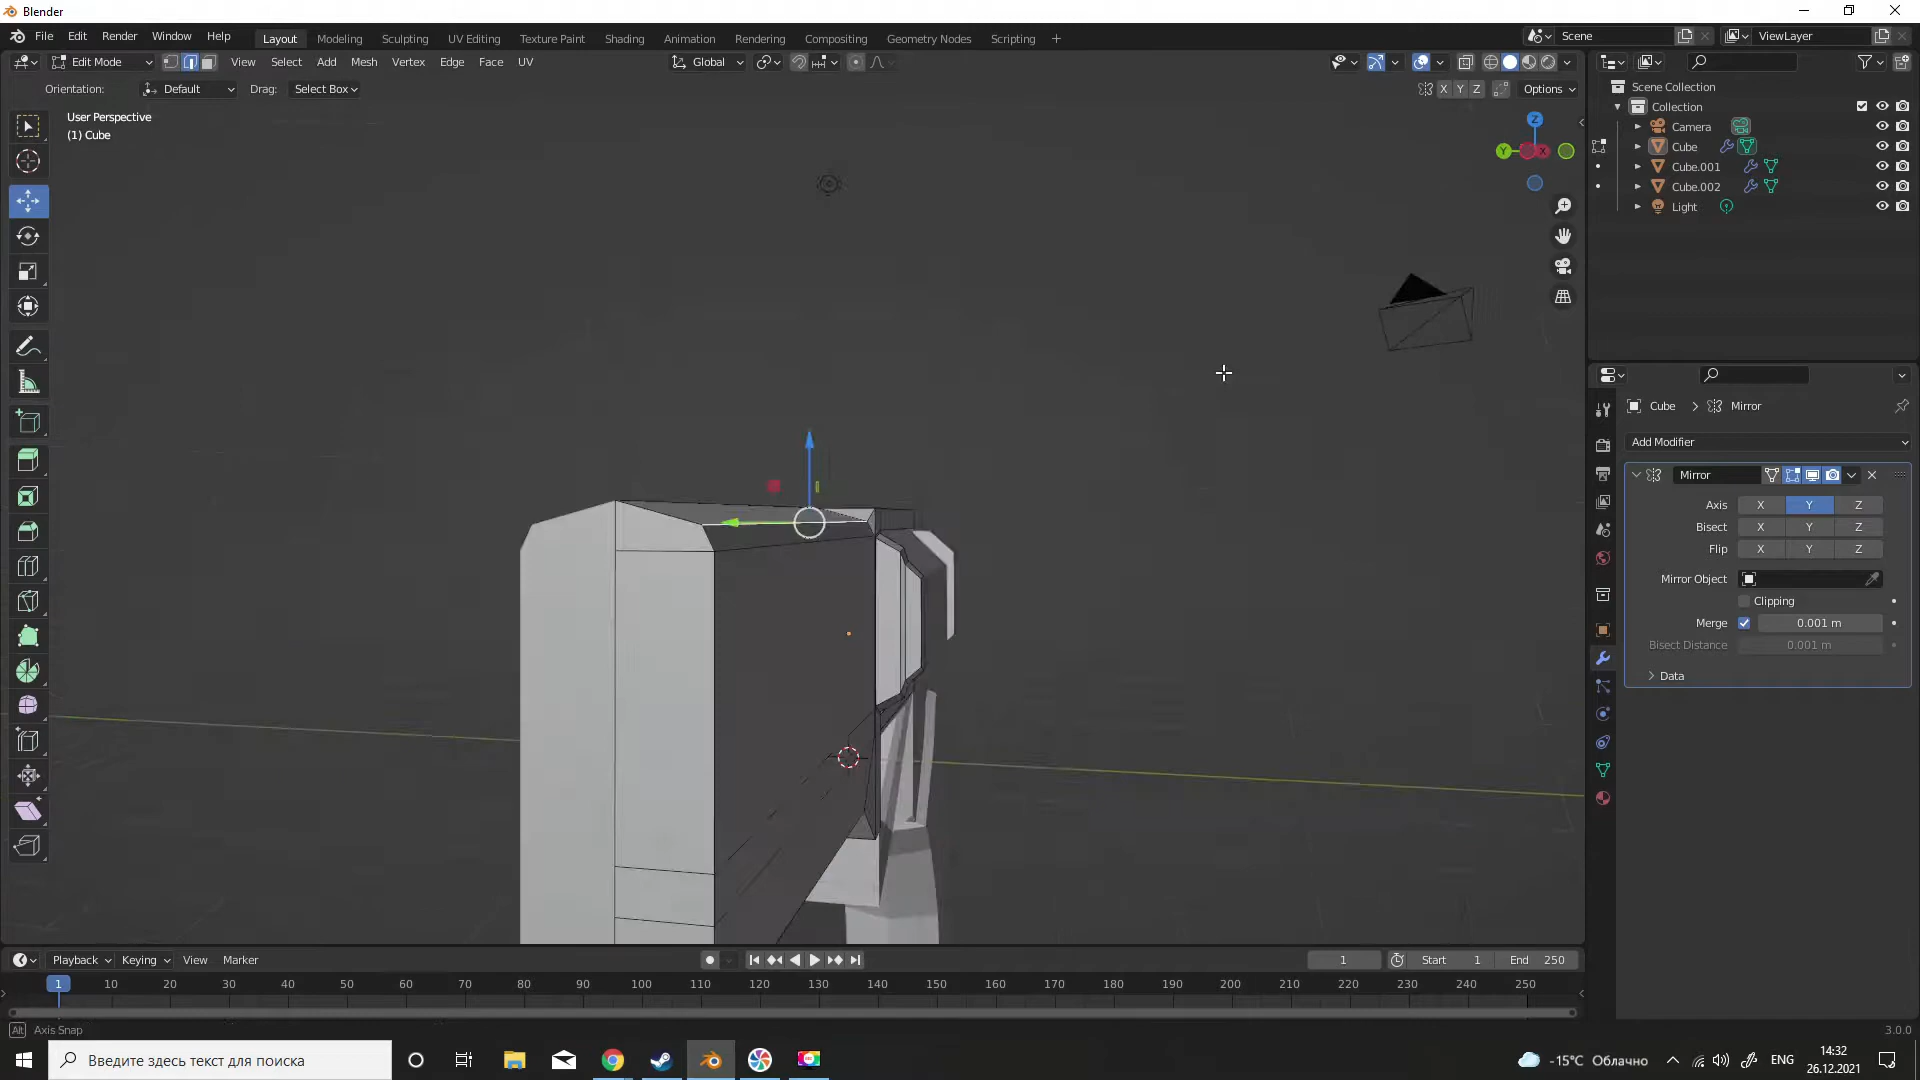 Blender
File Edit Render Window Help
Layout Modeling Sculpting UV Editing Texture Paint Shading Animation Rendering Compositing Geometry Nodes Scripting
Scene
ViewLayer
Edit Mode View Select Add Mesh Vertex Edge Face UV
Global
Orientation: Default Drag: Select Box
X Y Z Options
User Perspective
(1) Cube
Z
Y
X
Scene Collection
Collection
Camera
Cube
Cube.001
Cube.002
Light
Cube Mirror
Add Modifier
Mirror
Axis X Y Z
Bisect X Y Z
Flip X Y Z
Mirror Object
Clipping
Merge 0.001 m
Bisect Distance 0.001 m
Data
Playback Keying View Marker
1 Start 1 End 250
1 10 20 30 40 50 60 70 80 90 100 110 120 130 140 150 160 170 180 190 200 210 220 230 240 250
Alt Axis Snap
3.0.0
Введите здесь текст для поиска
-15°C Облачно
ENG
14:32
26.12.2021